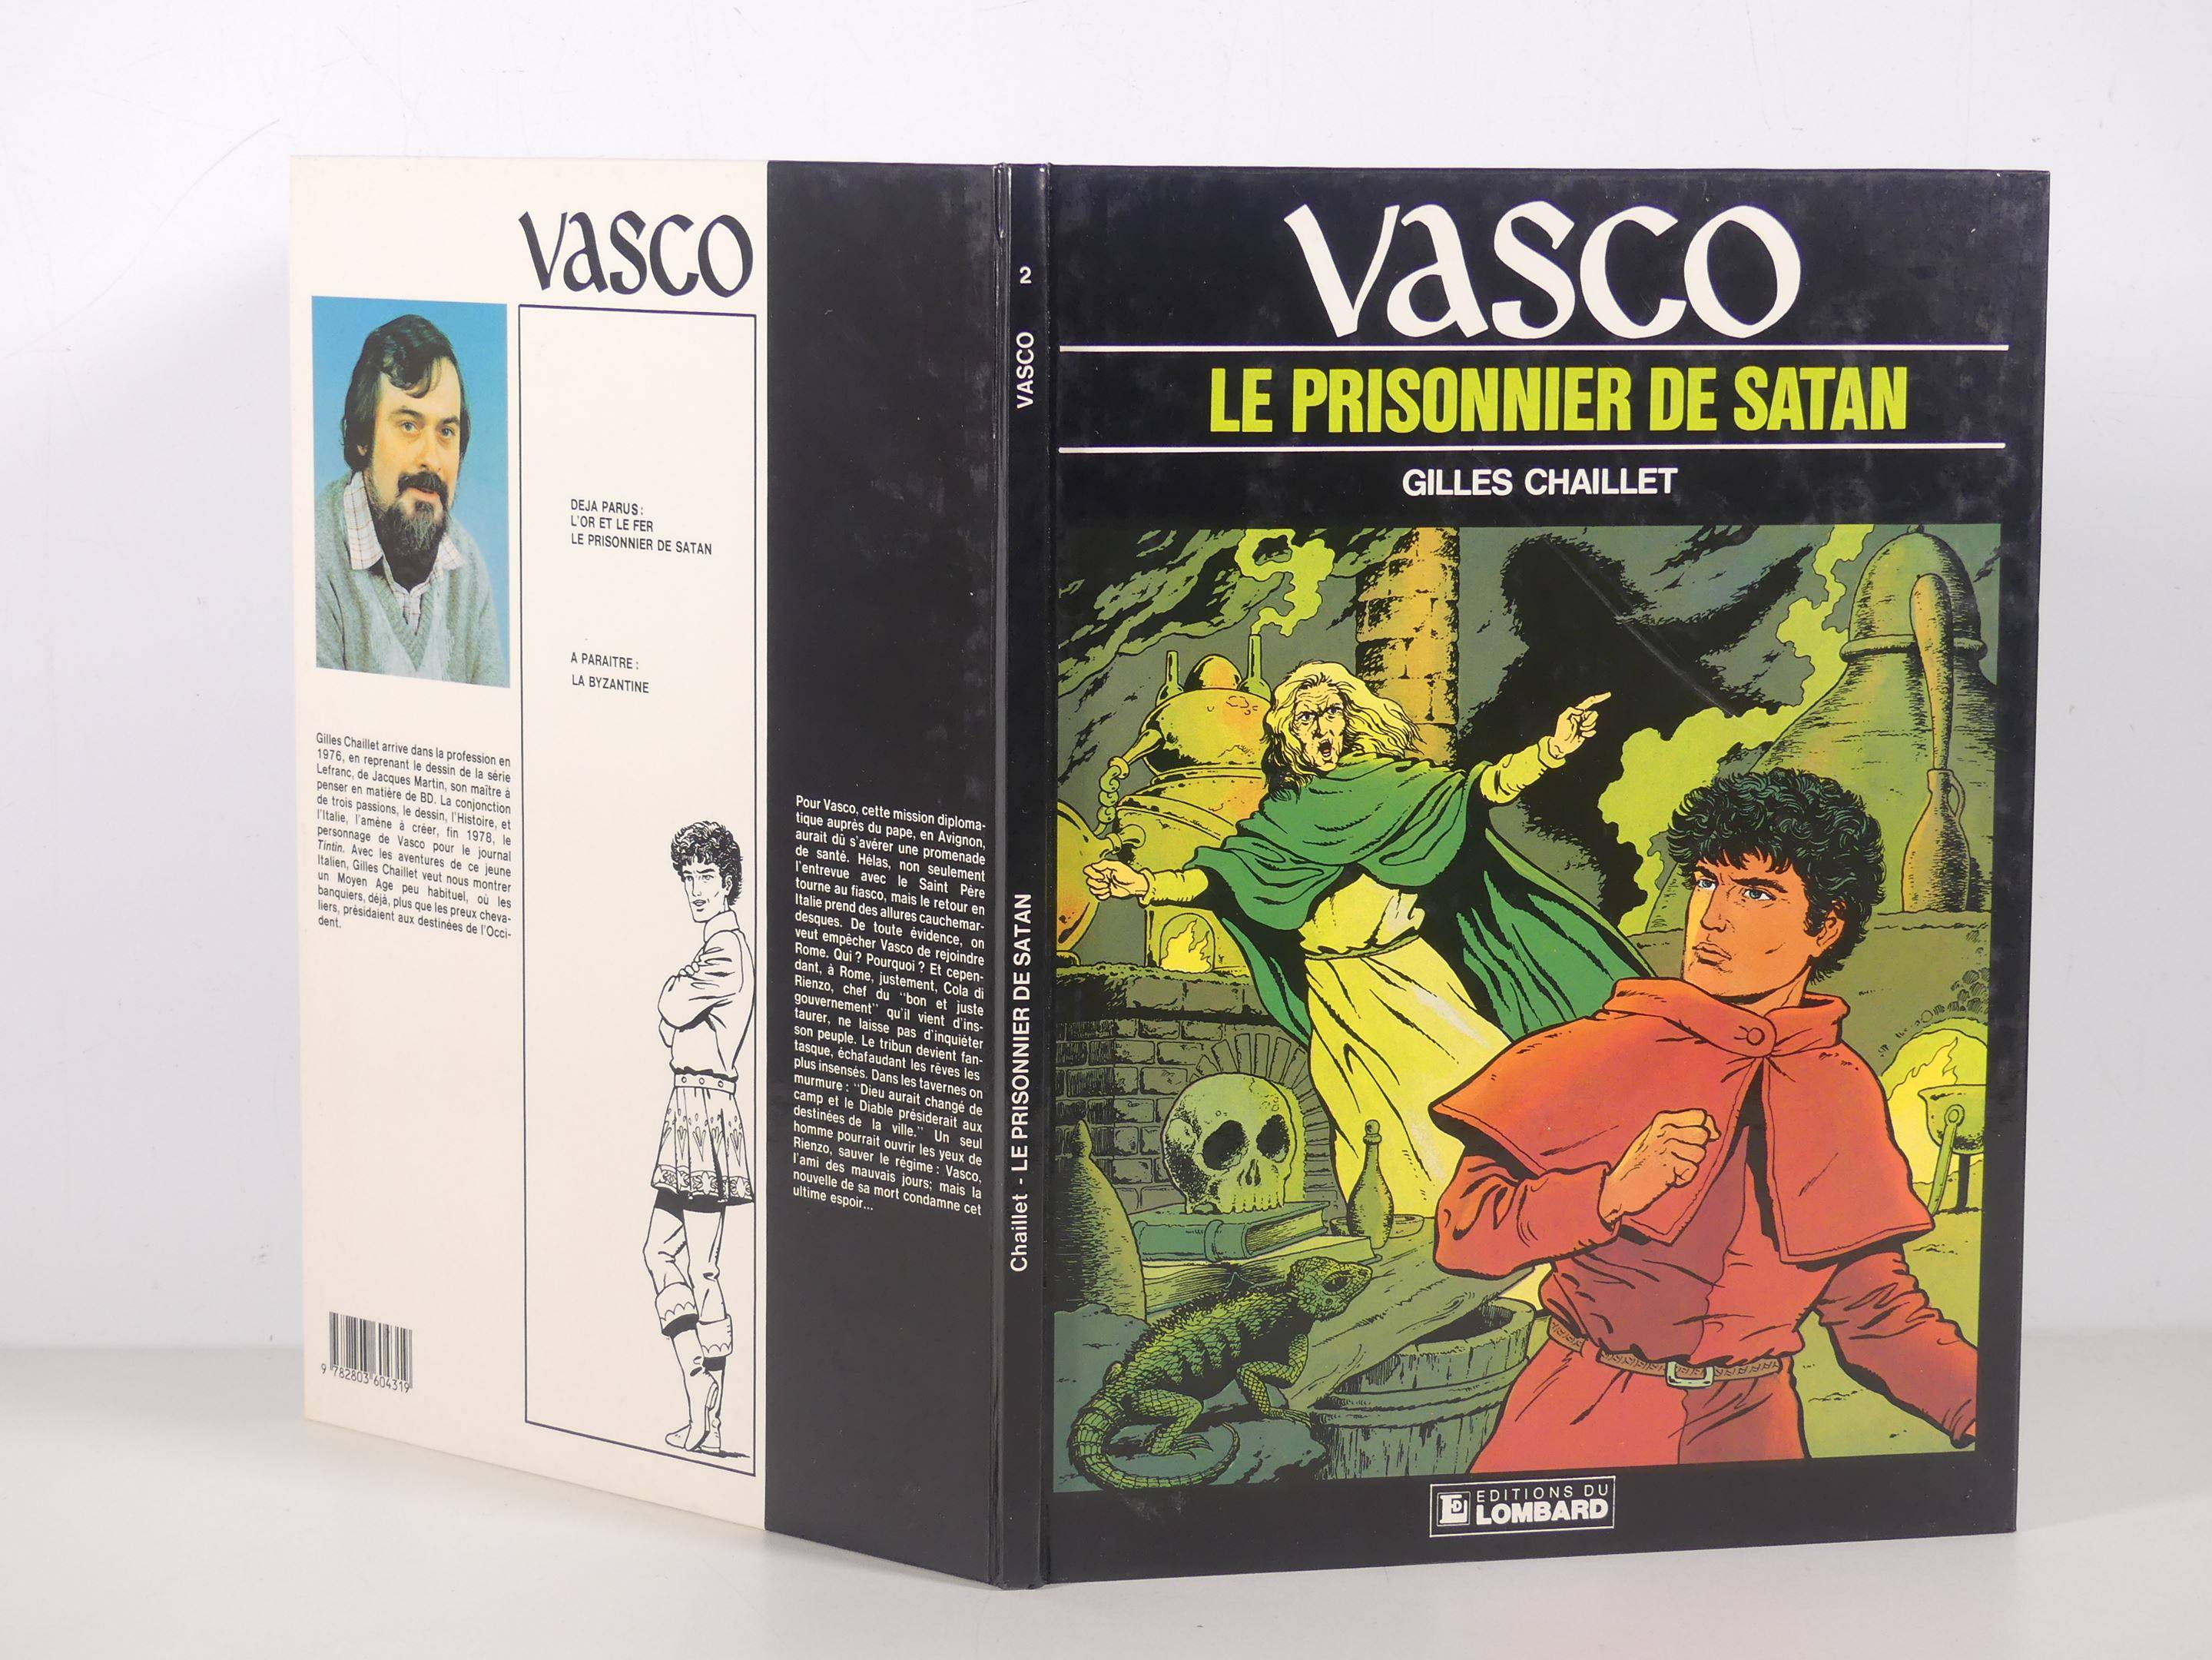 VASCO
DEJA PARUS :
L'OR ET LE FER
LE PRISONNIER DE SATAN
A PARAITRE :
LA BYZANTINE
Gilles Chaillet arrive dans la profession en
1976, en reprenant le dessin de la série
Lefranc, de Jacques Martin, son maître à
penser en matière de BD. La conjonction
de trois passions, le dessin, l'Histoire, et
l'Italie, l'amène à créer, fin 1978, le
personnage de Vasco pour le journal
Tintin. Avec les aventures de ce jeune
Italien, Gilles Chaillet veut nous montrer
un Moyen Age peu habituel, où les
banquiers, déjà, plus que les preux cheva-
liers, présidaient aux destinées de l'Occi-
dent.
9 782803 604319
Pour Vasco, cette mission diploma-
tique auprès du pape, en Avignon,
aurait dû s'avérer une promenade
de santé. Hélas, non seulement
l'entrevue avec le Saint Père
tourne au fiasco, mais le retour en
Italie prend des allures cauchemar-
desques. De toute évidence, on
veut empêcher Vasco de rejoindre
Rome. Qui ? Pourquoi ? Et cepen-
dant, à Rome, justement, Cola di
Rienzo, chef du "bon et juste
gouvernement" qu'il vient d'ins-
taurer, ne laisse pas d'inquiéter
son peuple. Le tribun devient fan-
tasque, échafaudant les rêves les
plus insensés. Dans les tavernes on
murmure : "Dieu aurait changé de
camp et le Diable présiderait aux
destinées de la ville." Un seul
homme pourrait ouvrir les yeux de
Rienzo, sauver le régime : Vasco,
l'ami des mauvais jours; mais la
nouvelle de sa mort condamne cet
ultime espoir...
2
VASCO
Chaillet - LE PRISONNIER DE SATAN
VASCO
LE PRISONNIER DE SATAN
GILLES CHAILLET
EDITIONS DU
LOMBARD